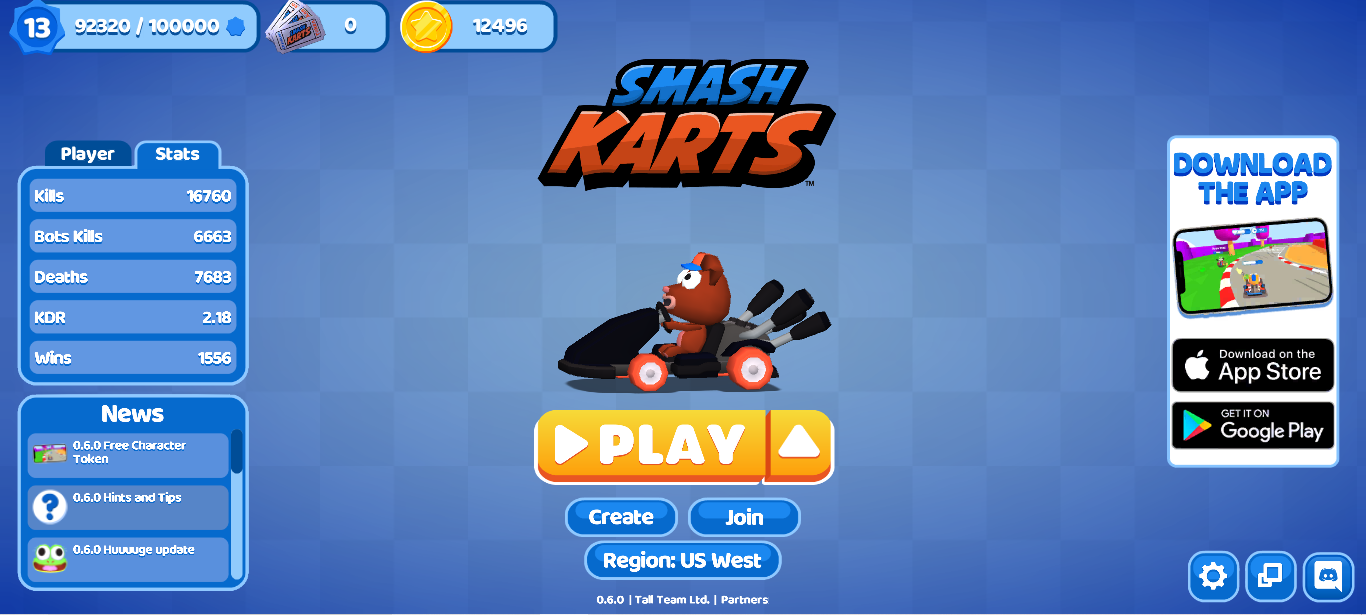 13
92320 / 100000
SMASH KARTS
0
12496
SMASH
KARTS
TM
Player
Stats
Kills 16760
Bots Kills 6663
Deaths 7683
KDR 2.18
Wins 1556
News
0.6.0 Free Character
Token
0.6.0 Hints and Tips
0.6.0 Huuuuge update
PLAY
Create
Join
Region: US West
0.6.0 | Tall Team Ltd. | Partners
DOWNLOAD
THE APP
Download on the
App Store
GET IT ON
Google Play